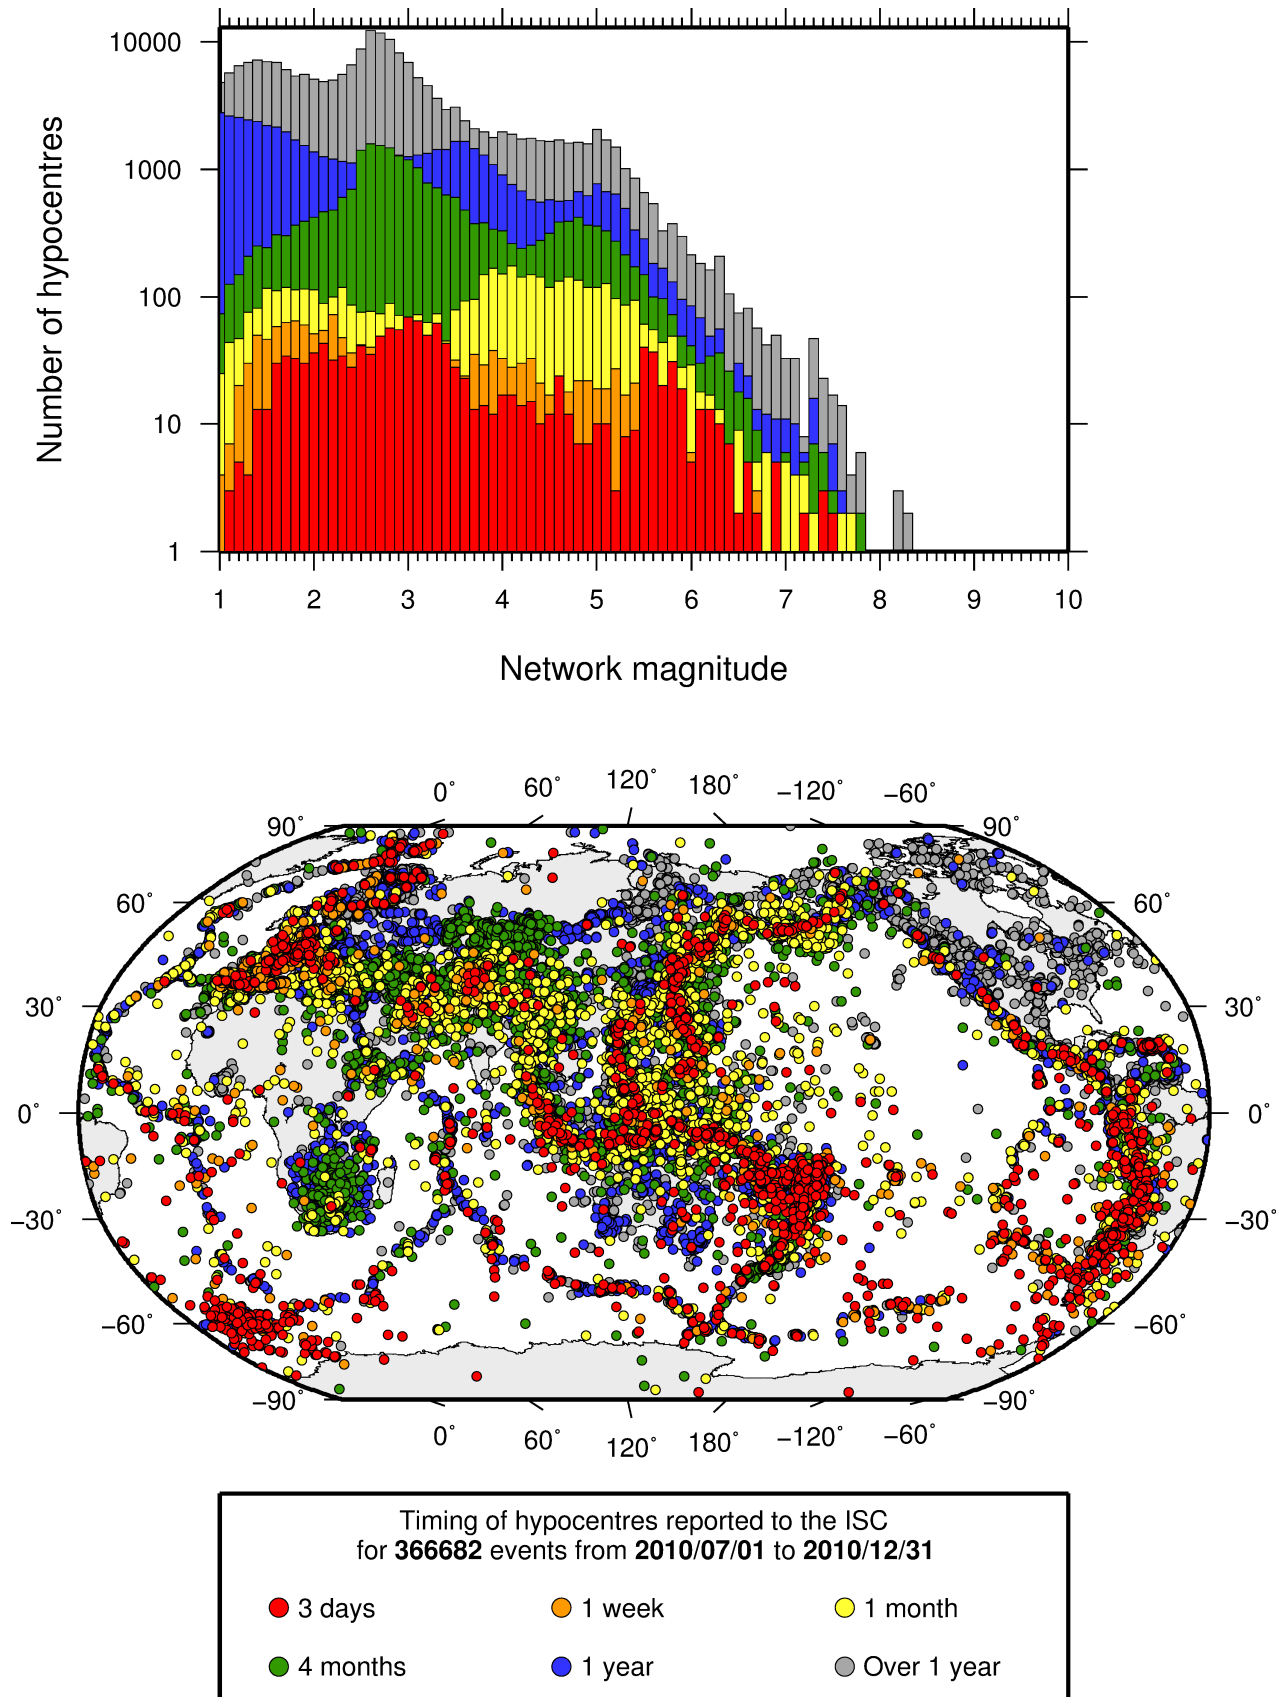 10000
1000
100
10
1
Number of hypocentres
1 2 3 4 5 6 7 8 9 10
Network magnitude
0° 60° 120° 180° −120° −60°
90° 90°
60° 60°
30° 30°
0° 0°
−30° −30°
−60° −60°
−90° −90°
0° 60° 120° 180° −120° −60°
Timing of hypocentres reported to the ISC
for 366682 events from 2010/07/01 to 2010/12/31
3 days 1 week 1 month
4 months 1 year Over 1 year